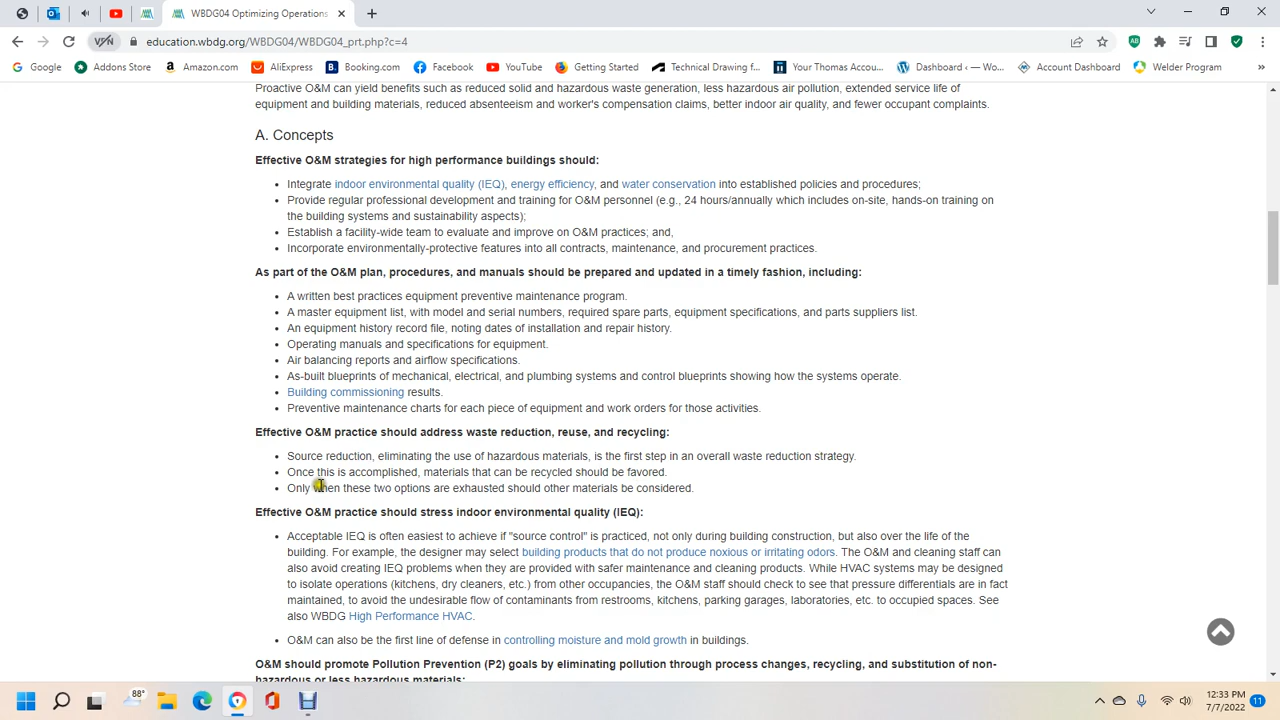 WBDG04 Optimizing Operations
education.wbdg.org/WBDG04/WBDG04_prt.php?c=4
Google Addons Store Amazon.com AliExpress Booking.com Facebook YouTube Getting Started Technical Drawing f... Your Thomas Accou... Dashboard ‹ — Wo... Account Dashboard Welder Program »
Proactive O&M can yield benefits such as reduced solid and hazardous waste generation, less hazardous air pollution, extended service life of
equipment and building materials, reduced absenteeism and worker's compensation claims, better indoor air quality, and fewer occupant complaints.
A. Concepts
Effective O&M strategies for high performance buildings should:
• Integrate indoor environmental quality (IEQ), energy efficiency, and water conservation into established policies and procedures;
• Provide regular professional development and training for O&M personnel (e.g., 24 hours/annually which includes on-site, hands-on training on
the building systems and sustainability aspects);
• Establish a facility-wide team to evaluate and improve on O&M practices; and,
• Incorporate environmentally-protective features into all contracts, maintenance, and procurement practices.
As part of the O&M plan, procedures, and manuals should be prepared and updated in a timely fashion, including:
• A written best practices equipment preventive maintenance program.
• A master equipment list, with model and serial numbers, required spare parts, equipment specifications, and parts suppliers list.
• An equipment history record file, noting dates of installation and repair history.
• Operating manuals and specifications for equipment.
• Air balancing reports and airflow specifications.
• As-built blueprints of mechanical, electrical, and plumbing systems and control blueprints showing how the systems operate.
• Building commissioning results.
• Preventive maintenance charts for each piece of equipment and work orders for those activities.
Effective O&M practice should address waste reduction, reuse, and recycling:
• Source reduction, eliminating the use of hazardous materials, is the first step in an overall waste reduction strategy.
• Once this is accomplished, materials that can be recycled should be favored.
• Only when these two options are exhausted should other materials be considered.
Effective O&M practice should stress indoor environmental quality (IEQ):
• Acceptable IEQ is often easiest to achieve if "source control" is practiced, not only during building construction, but also over the life of the
building. For example, the designer may select building products that do not produce noxious or irritating odors. The O&M and cleaning staff can
also avoid creating IEQ problems when they are provided with safer maintenance and cleaning products. While HVAC systems may be designed
to isolate operations (kitchens, dry cleaners, etc.) from other occupancies, the O&M staff should check to see that pressure differentials are in fact
maintained, to avoid the undesirable flow of contaminants from restrooms, kitchens, parking garages, laboratories, etc. to occupied spaces. See
also WBDG High Performance HVAC.
• O&M can also be the first line of defense in controlling moisture and mold growth in buildings.
O&M should promote Pollution Prevention (P2) goals by eliminating pollution through process changes, recycling, and substitution of non-
hazardous or less hazardous materials:
88°
12:33 PM
7/7/2022
11